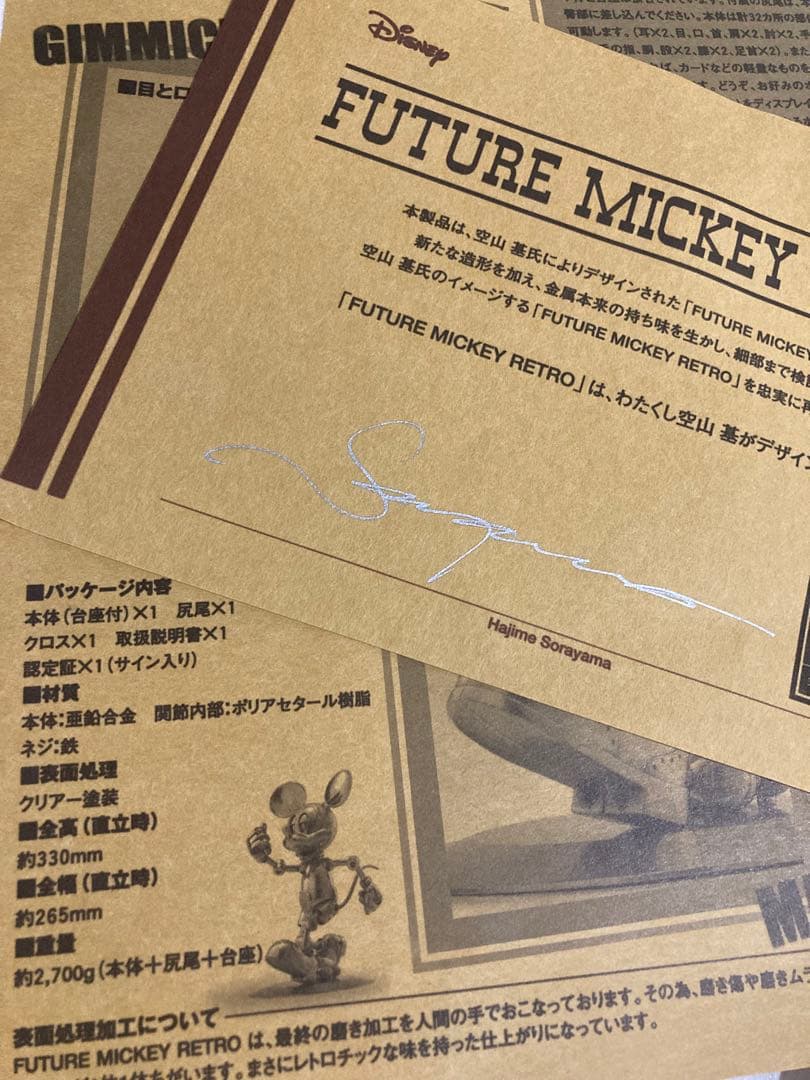 GIMMIC
■目とロ
臀部に差し込んでください。本体は計32カ所の
可動します。(耳×2、目、口、首、肩×2、肘×2、手
の指、胴、股×2、膝×2、足首×2)。また
ば、カードなどの軽量なものを
す。どうぞ、お好みの
をディスプレイ
Disney
FUTURE MICKEY
本製品は、空山 基氏によりデザインされた「FUTURE MICKEY
新たな造形を加え、金属本来の持ち味を生かし、細部まで検
空山 基氏のイメージする「FUTURE MICKEY RETRO」を忠実に再
「FUTURE MICKEY RETRO」は、わたくし空山 基がデザイン
Hajime Sorayama
■パッケージ内容
本体(台座付)×1 尻尾×1
クロス×1 取扱説明書×1
認定証×1(サイン入り)
■材質
本体:亜鉛合金 関節内部:ポリアセタール樹脂
ネジ:鉄
■表面処理
クリアー塗装
■全高(直立時)
約330mm
■全幅(直立時)
約265mm
■重量
約2,700g(本体+尻尾+台座)
M
表面処理加工について
FUTURE MICKEY RETRO は、最終の磨き加工を人間の手でおこなっております。その為、磨き傷や磨きムラ
体ちがいます。まさにレトロチックな味を持った仕上がりになっています。